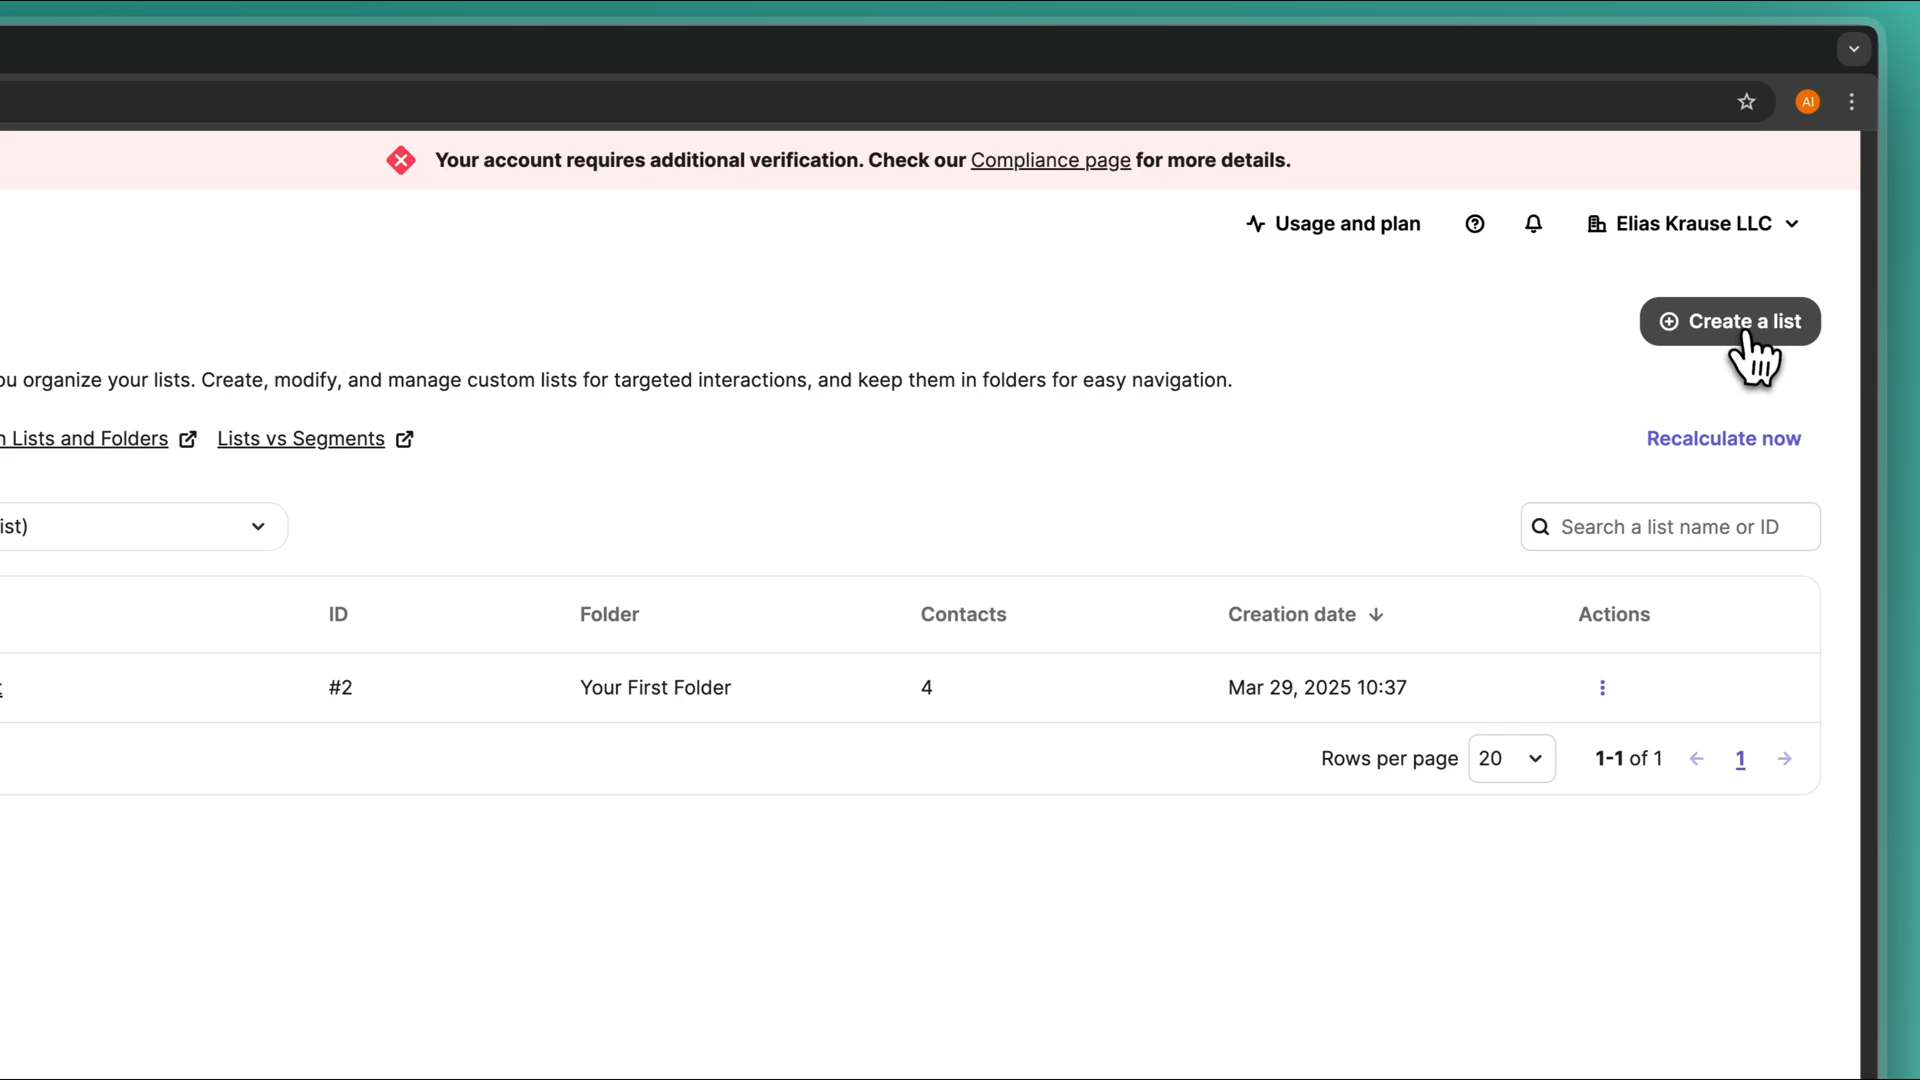 AI
Your account requires additional verification. Check our Compliance page for more details.
Usage and plan
Elias Krause LLC
Create a list
ou organize your lists. Create, modify, and manage custom lists for targeted interactions, and keep them in folders for easy navigation.
n Lists and Folders Lists vs Segments
Recalculate now
ist)
Search a list name or ID
ID Folder Contacts Creation date Actions
#2 Your First Folder 4 Mar 29, 2025 10:37
Rows per page 20 1-1 of 1 1